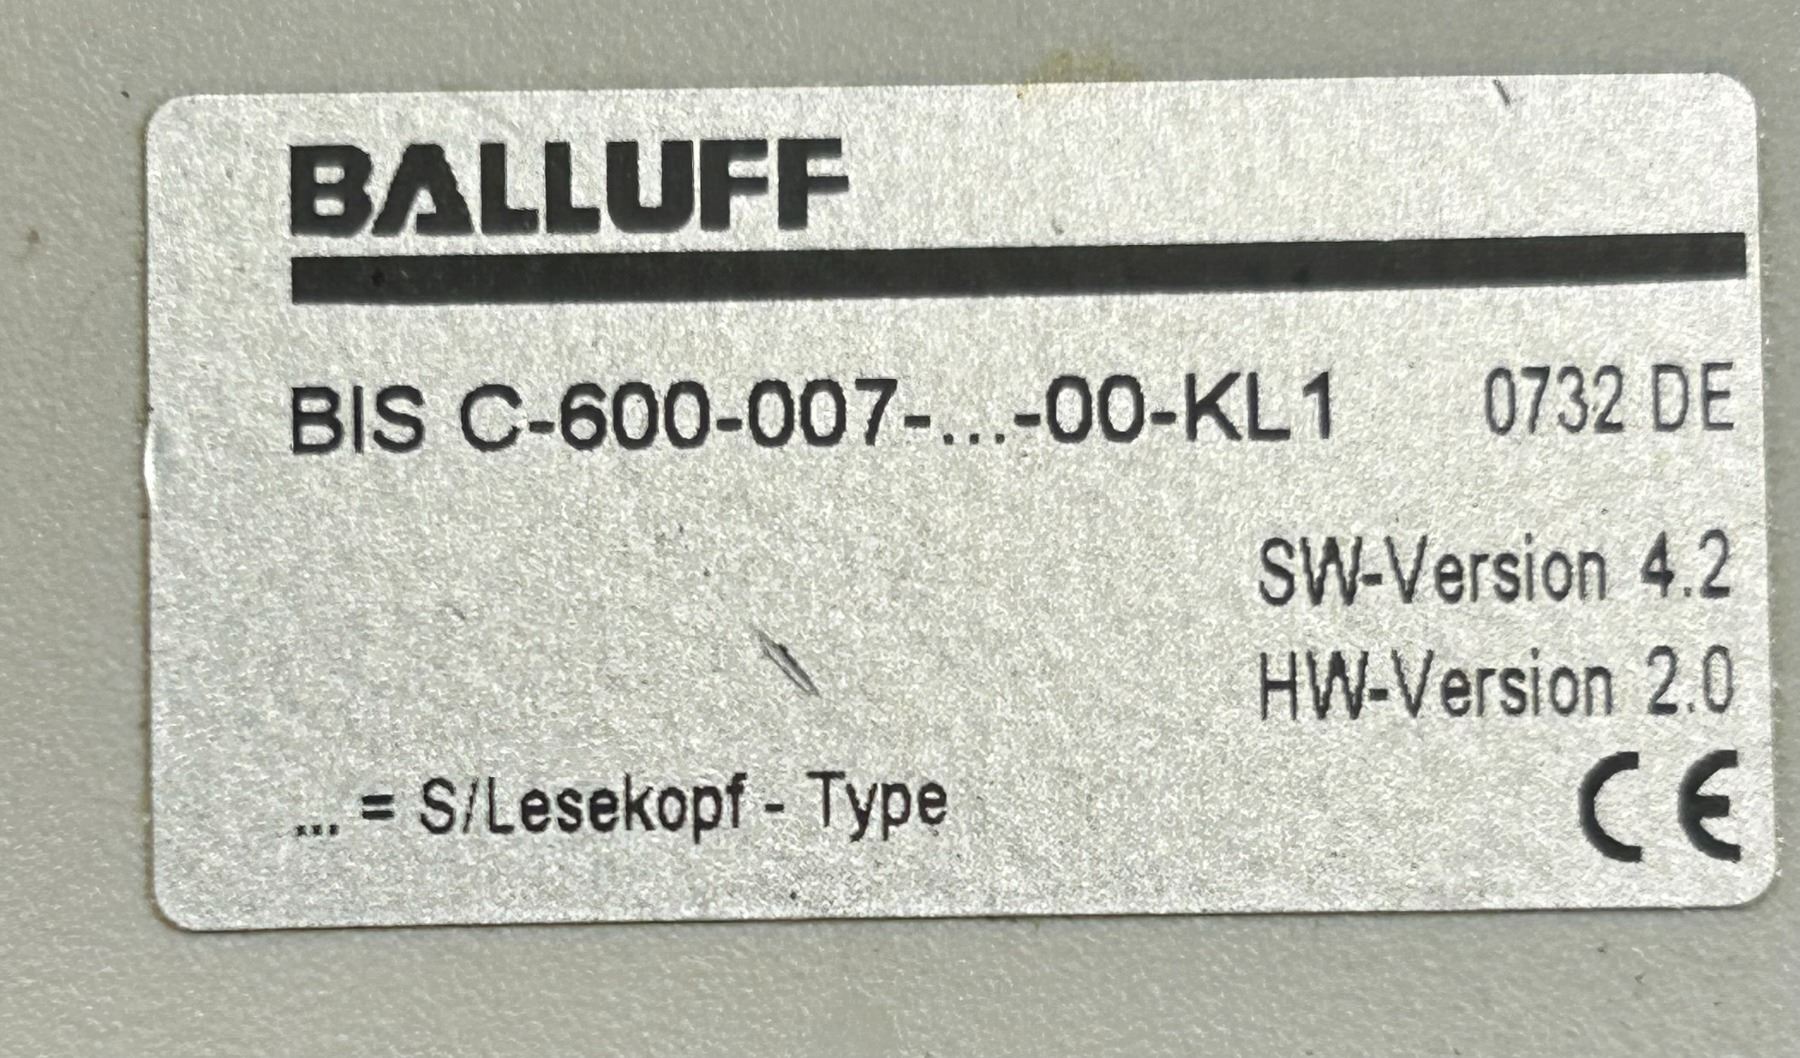 BALLUFF
BIS C-600-007-...-00-KL1 0732 DE
SW-Version 4.2
HW-Version 2.0
... = S/Lesekopf - Type
CE